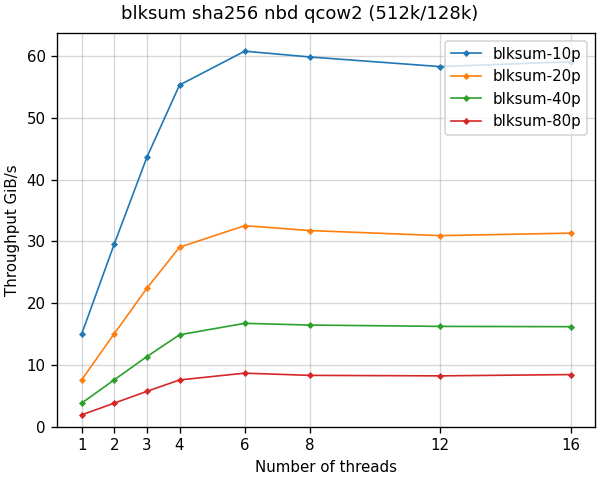 blksum sha256 nbd qcow2 (512k/128k)
Throughput GiB/s
60
50
40
30
20
10
0
1 2 3 4 6 8 12 16
Number of threads
blksum-10p
blksum-20p
blksum-40p
blksum-80p